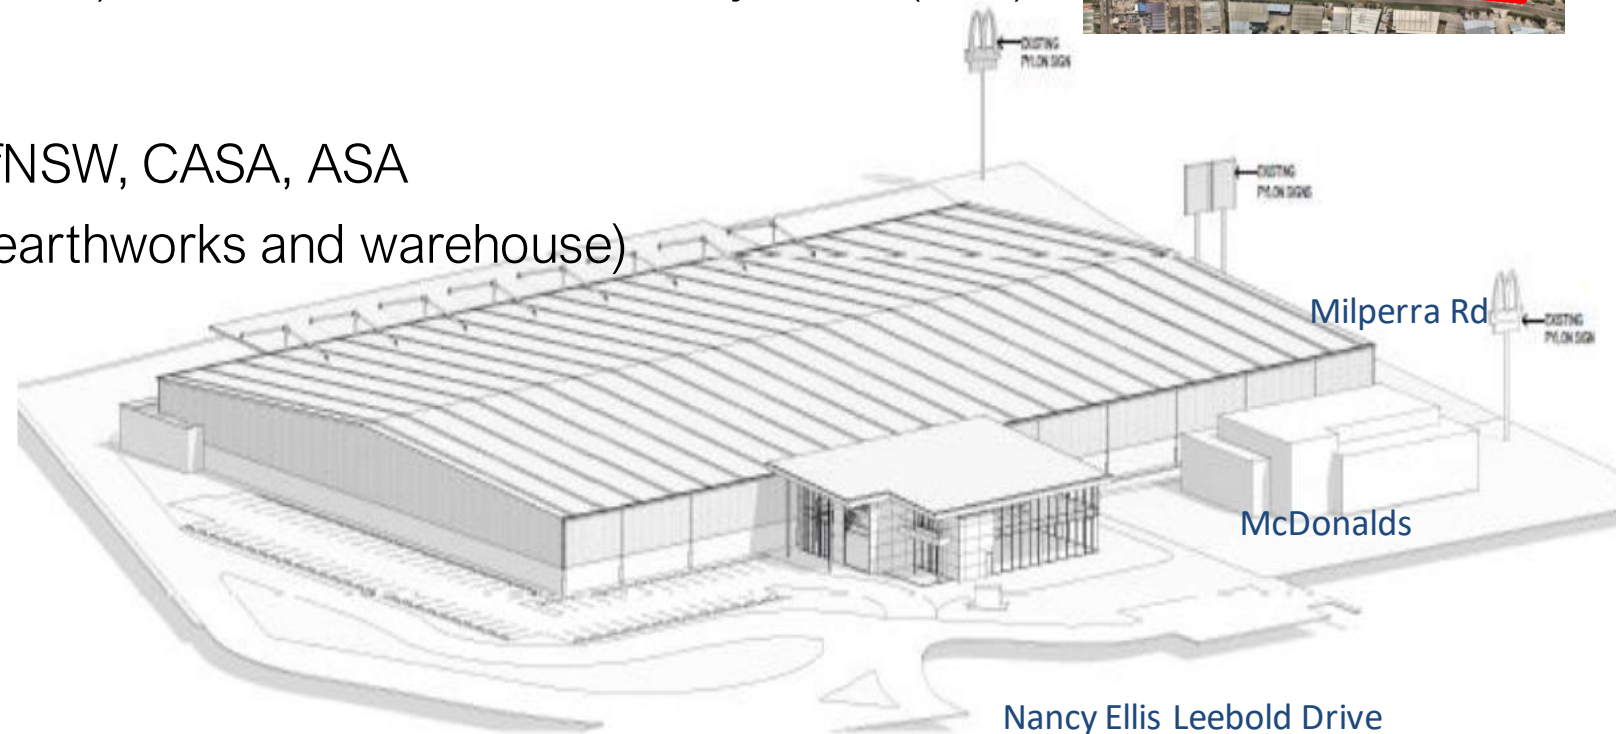 EXISTING
PYLON SIGN
fNSW, CASA, ASA
EXISTING
PYLON SIGNS
earthworks and warehouse)
Milperra Rd
EXISTING
PYLON SIGN
McDonalds
Nancy Ellis Leebold Drive